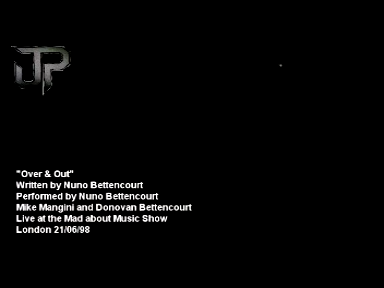 UP
"Over & Out"
Written by Nuno Bettencourt
Performed by Nuno Bettencourt
Mike Mangini and Donovan Bettencourt
Live at the Mad about Music Show
London 21/06/98